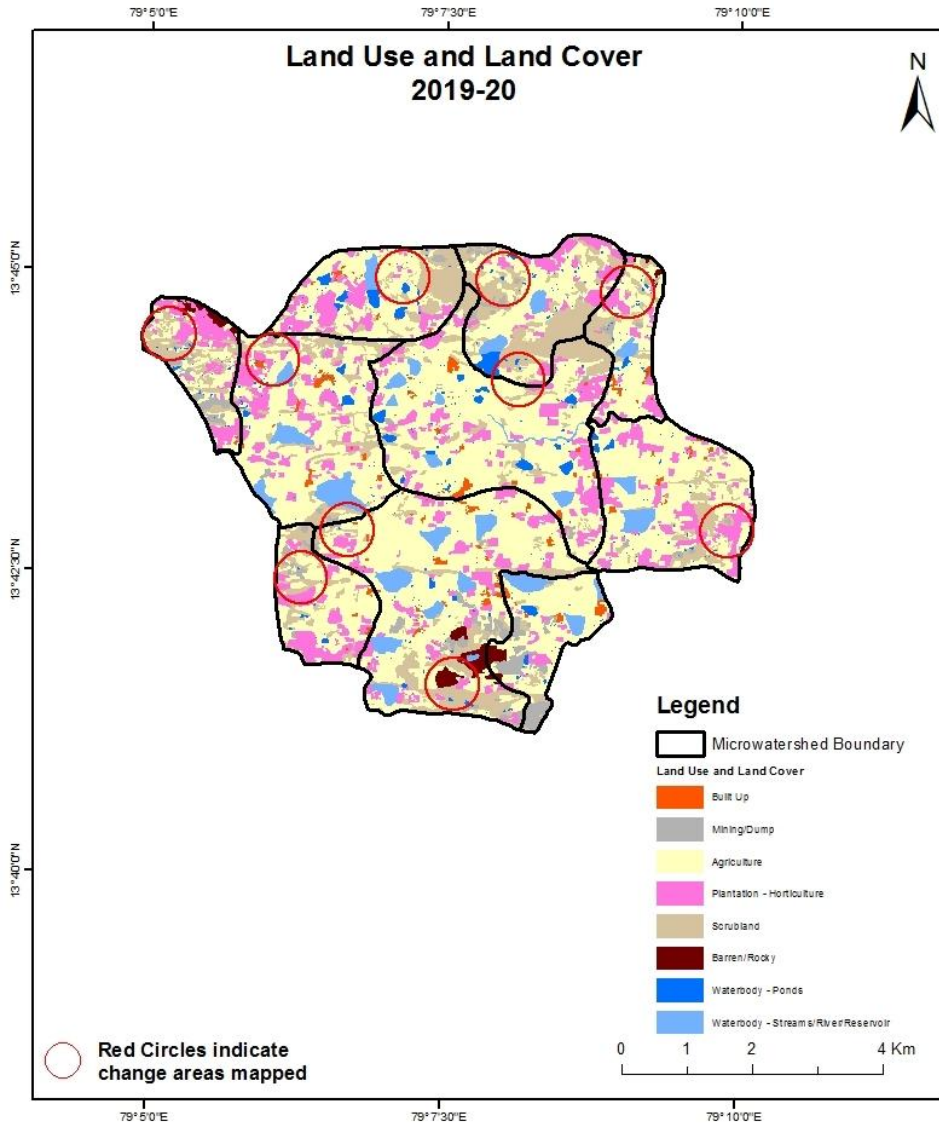 79°5'0"E 79°7'30"E 79°10'0"E
Land Use and Land Cover
2019-20
N
13°45'0"N
13°42'30"N
13°40'0"N
Legend
Microwatershed Boundary
Land Use and Land Cover
Built Up
Mining/Dump
Agriculture
Plantation - Horticulture
Scrubland
Barren/Rocky
Waterbody - Ponds
Waterbody - Streams/River/Reservoir
Red Circles indicate
change areas mapped
0 1 2 4 Km
79°5'0"E 79°7'30"E 79°10'0"E